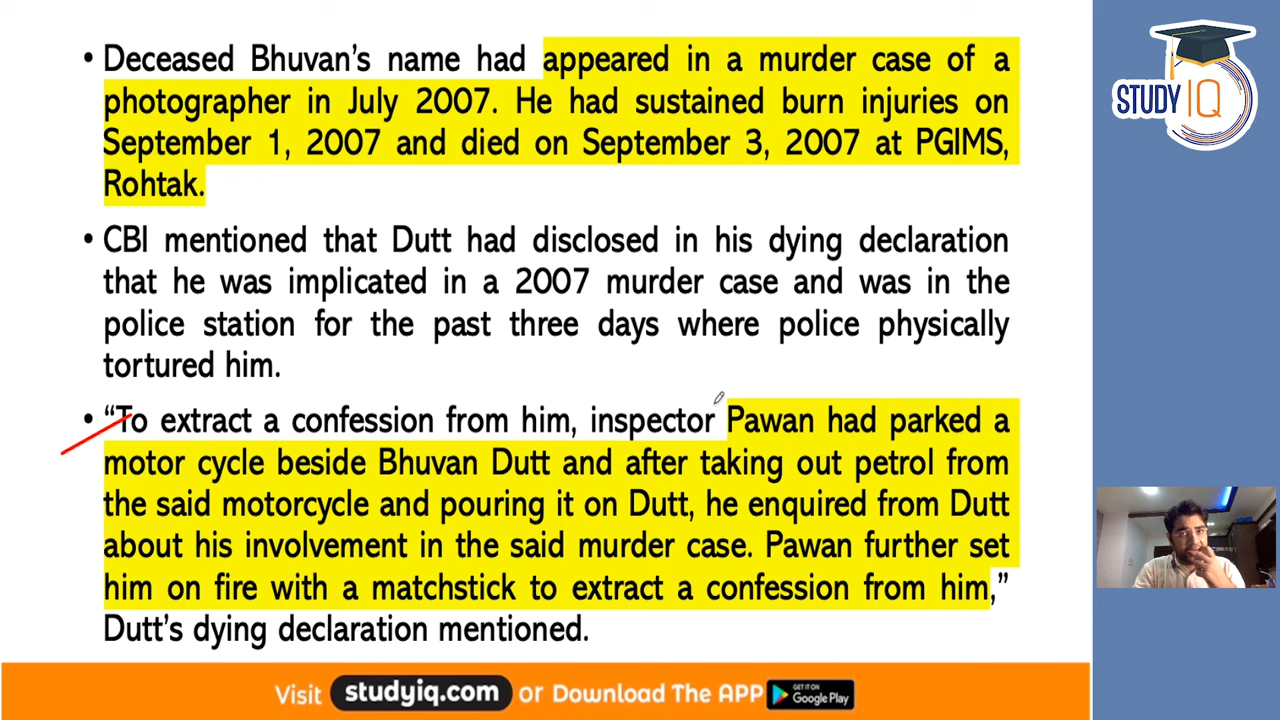 • Deceased Bhuvan's name had appeared in a murder case of a
photographer in July 2007. He had sustained burn injuries on
September 1, 2007 and died on September 3, 2007 at PGIMS,
Rohtak.
• CBI mentioned that Dutt had disclosed in his dying declaration
that he was implicated in a 2007 murder case and was in the
police station for the past three days where police physically
tortured him.
• “To extract a confession from him, inspector Pawan had parked a
motor cycle beside Bhuvan Dutt and after taking out petrol from
the said motorcycle and pouring it on Dutt, he enquired from Dutt
about his involvement in the said murder case. Pawan further set
him on fire with a matchstick to extract a confession from him,”
Dutt's dying declaration mentioned.
STUDY IQ
Visit studyiq.com or Download The APP GET IT ON Google Play